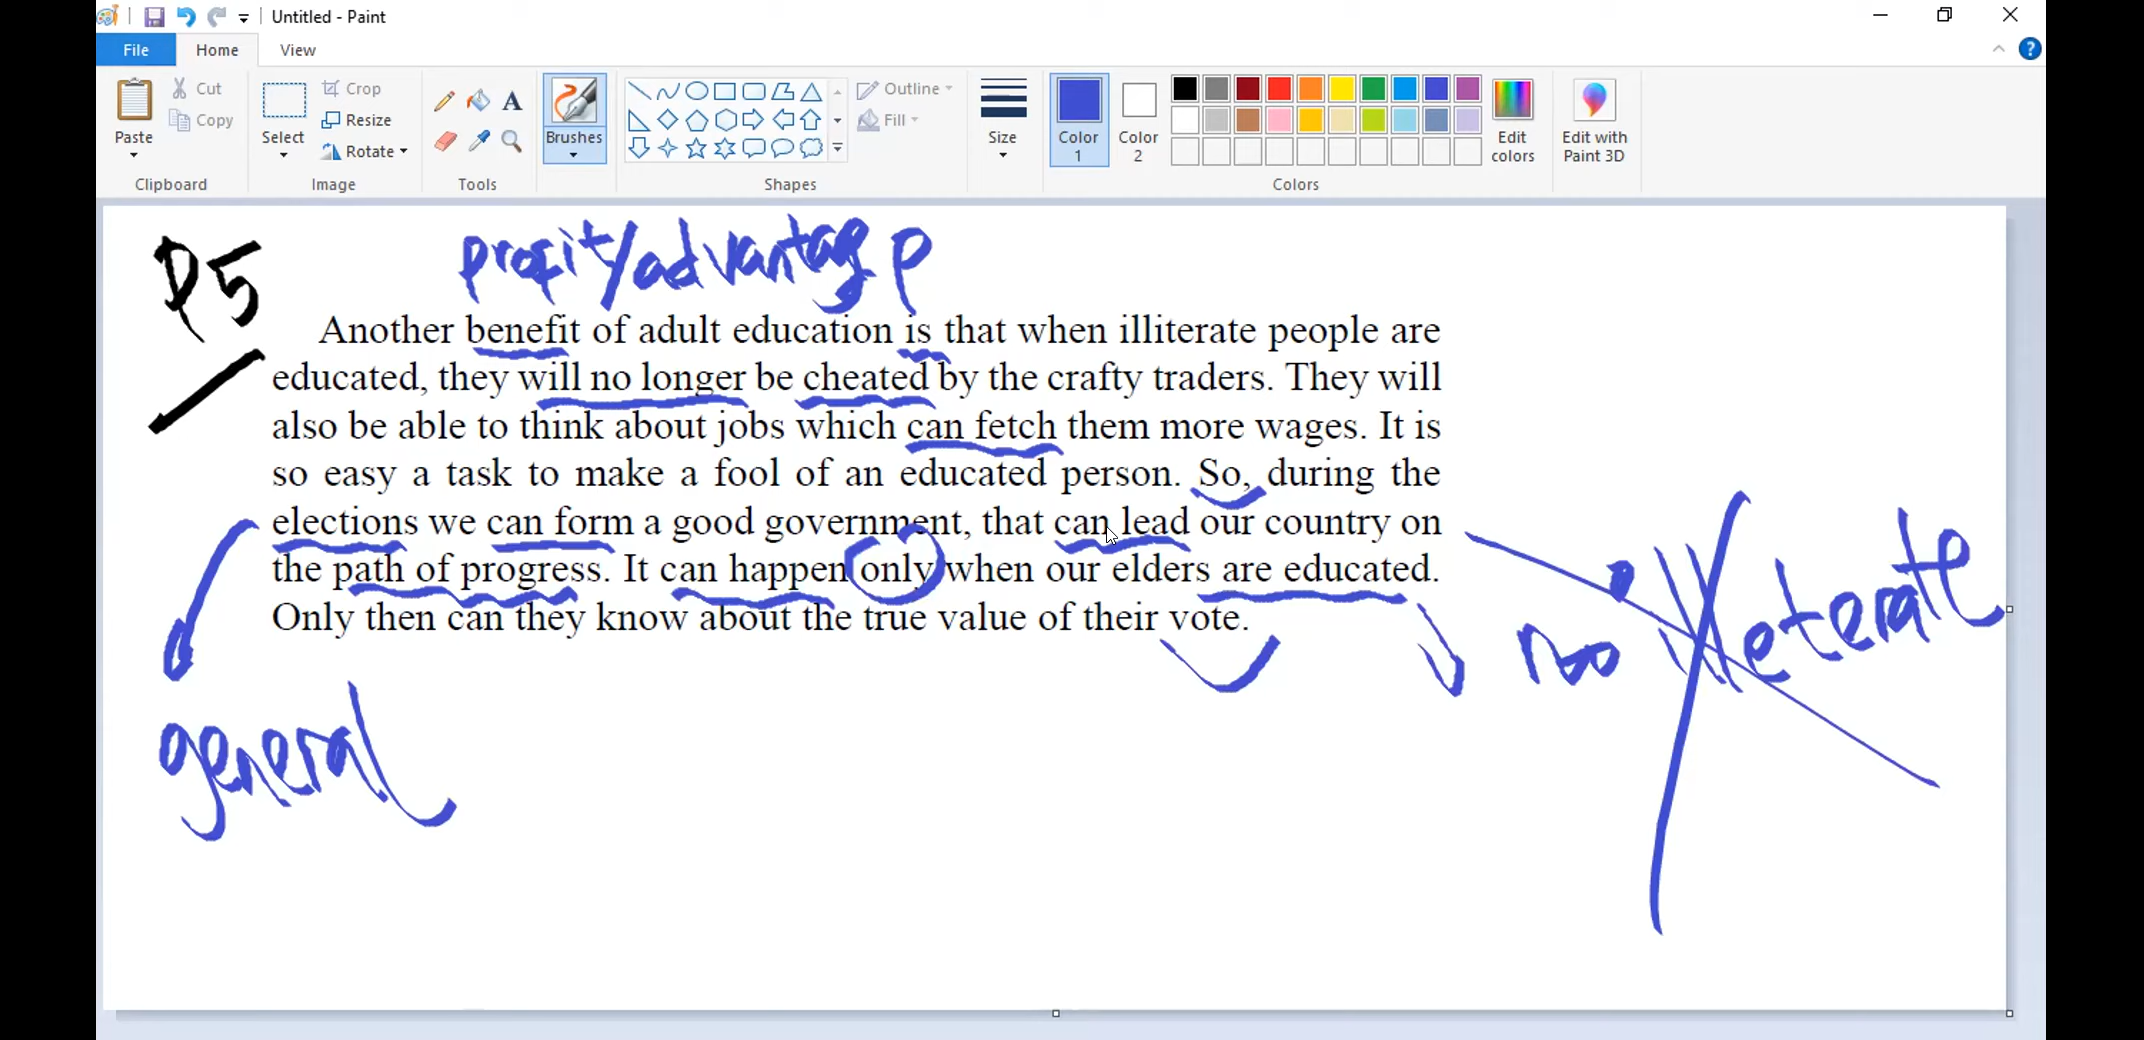 Untitled - Paint
File Home View
Paste
Cut
Copy
Clipboard
Select
Crop
Resize
Rotate
Image
Tools
Brushes
Shapes
Outline
Fill
Size
Color 1
Color 2
Colors
Edit colors
Edit with Paint 3D
P5
profit/advantag p
Another benefit of adult education is that when illiterate people are
educated, they will no longer be cheated by the crafty traders. They will
also be able to think about jobs which can fetch them more wages. It is
so easy a task to make a fool of an educated person. So, during the
elections we can form a good government, that can lead our country on
the path of progress. It can happen only when our elders are educated.
Only then can they know about the true value of their vote.
general
no